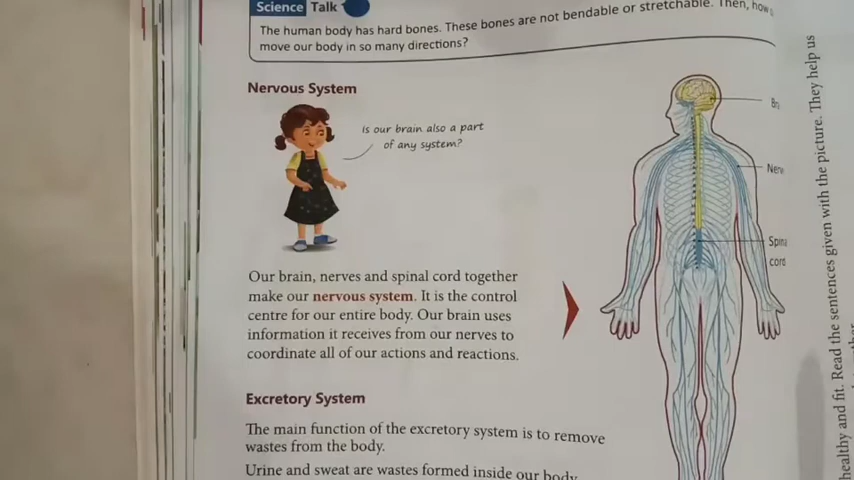 Science Talk
The human body has hard bones. These bones are not bendable or stretchable. Then, how
move our body in so many directions?
Nervous System
Is our brain also a part
of any system?
Nerv
Spina
cord
Our brain, nerves and spinal cord together
make our nervous system. It is the control
centre for our entire body. Our brain uses
information it receives from our nerves to
coordinate all of our actions and reactions.
Excretory System
The main function of the excretory system is to remove
wastes from the body.
Urine and sweat are wastes formed inside our body
healthy and fit. Read the sentences given with the picture. They help us